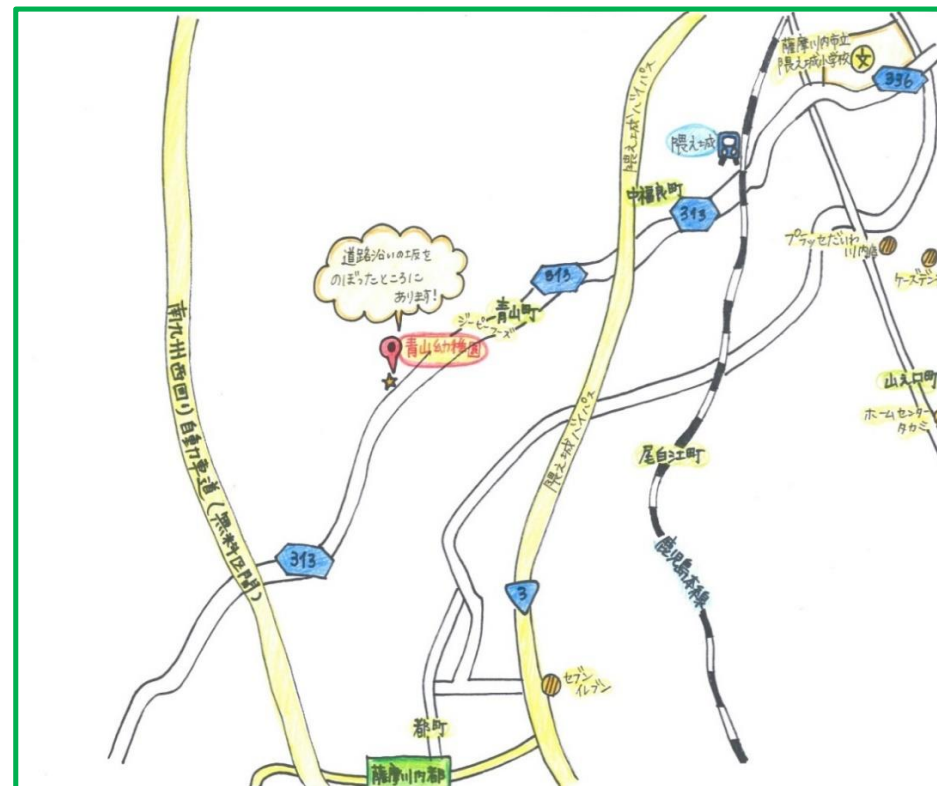 薩摩川内市立
隈之城小学校
文
336
隈之城バイパス
隈之城
中福良町
313
プラッセだいわ
川内店
道路沿いの坂を
のぼったところに
あります!
313
青山町
ジーピーフーズ
青山幼稚園
南九州西回り自動車道(無料区間)
山之口町
ホームセンター
タカミ
隈之城バイパス
尾白江町
鹿児島本線
313
3
セブン
イレブン
都町
薩摩川内都